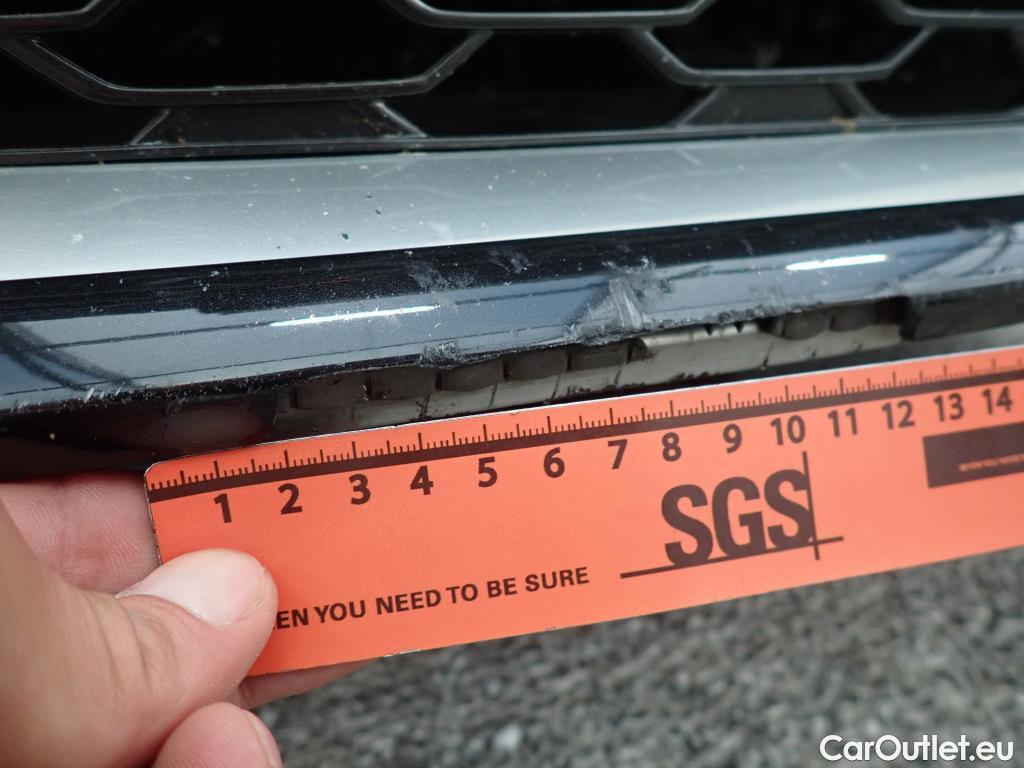 1 2 3 4 5 6 7 8 9 10 11 12 13 14
SGS
EN YOU NEED TO BE SURE
CarOutlet.eu